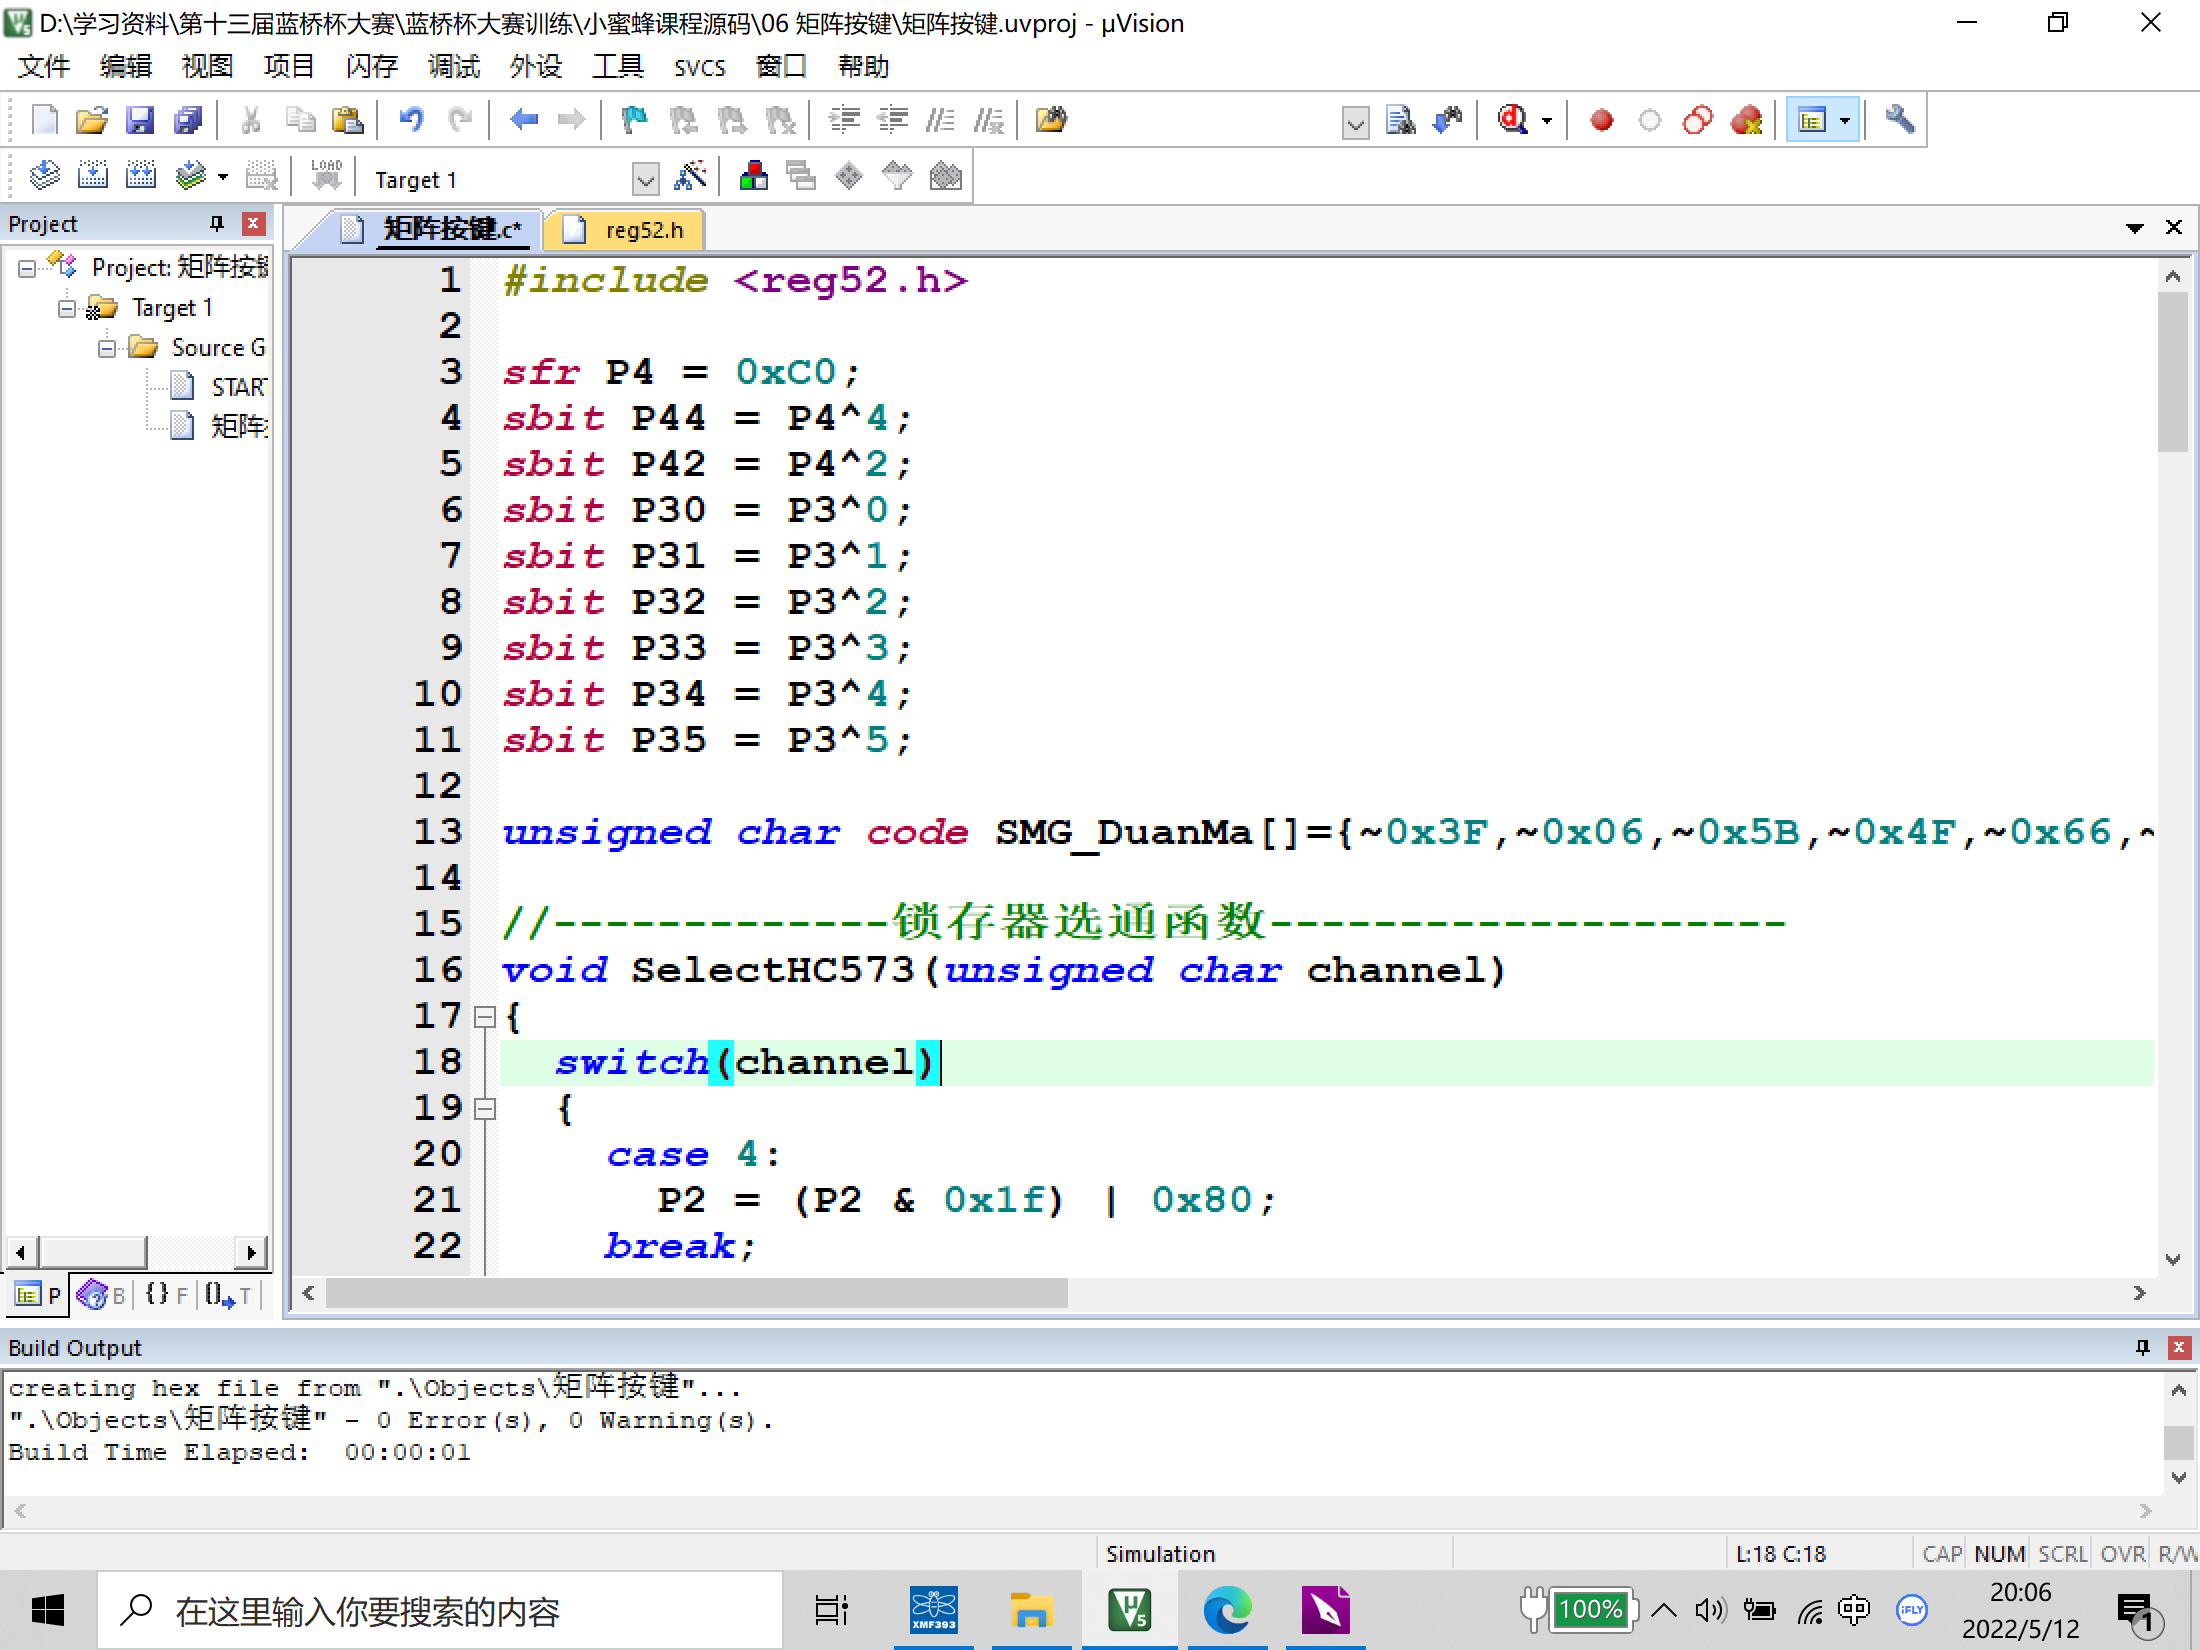 D:\学习资料\第十三届蓝桥杯大赛\蓝桥杯大赛训练\小蜜蜂课程源码\06 矩阵按键\矩阵按键.uvproj - µVision
文件 编辑 视图 项目 闪存 调试 外设 工具 SVCS 窗口 帮助
LOAD
Target 1
Project
矩阵按键.c*
reg52.h
Project: 矩阵按键
Target 1
Source G
START
矩阵
1 #include <reg52.h>
2
3 sfr P4 = 0xC0;
4 sbit P44 = P4^4;
5 sbit P42 = P4^2;
6 sbit P30 = P3^0;
7 sbit P31 = P3^1;
8 sbit P32 = P3^2;
9 sbit P33 = P3^3;
10 sbit P34 = P3^4;
11 sbit P35 = P3^5;
12
13 unsigned char code SMG_DuanMa[]={~0x3F,~0x06,~0x5B,~0x4F,~0x66,~
14
15 //-------------锁存器选通函数--------------------
16 void SelectHC573(unsigned char channel)
17 {
18 switch(channel)
19 {
20 case 4:
21 P2 = (P2 & 0x1f) | 0x80;
22 break;
P B {} F T
Build Output
creating hex file from ".\Objects\矩阵按键"...
".\Objects\矩阵按键" - 0 Error(s), 0 Warning(s).
Build Time Elapsed:  00:00:01
Simulation
L:18 C:18
CAP NUM SCRL OVR R/W
在这里输入你要搜索的内容
XMF393
100%
中
iFLY
20:06
2022/5/12
1